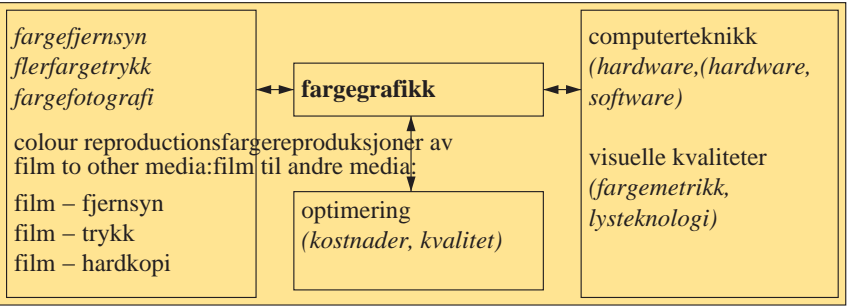 fargefjernsyn
flerfargetrykk
fargefotografi
colour reproductionsfargereproduksjoner av
film to other media:film til andre media:
film – fjernsyn
film – trykk
film – hardkopi
fargegrafikk
optimering
(kostnader, kvalitet)
computerteknikk
(hardware,(hardware,
software)
visuelle kvaliteter
(fargemetrikk,
lysteknologi)